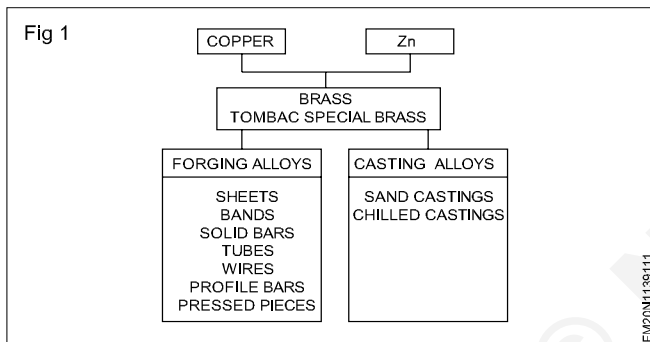 Fig 1
COPPER
Zn
BRASS
TOMBAC SPECIAL BRASS
FORGING ALLOYS
SHEETS
BANDS
SOLID BARS
TUBES
WIRES
PROFILE BARS
PRESSED PIECES
CASTING ALLOYS
SAND CASTINGS
CHILLED CASTINGS
FM20N1139111